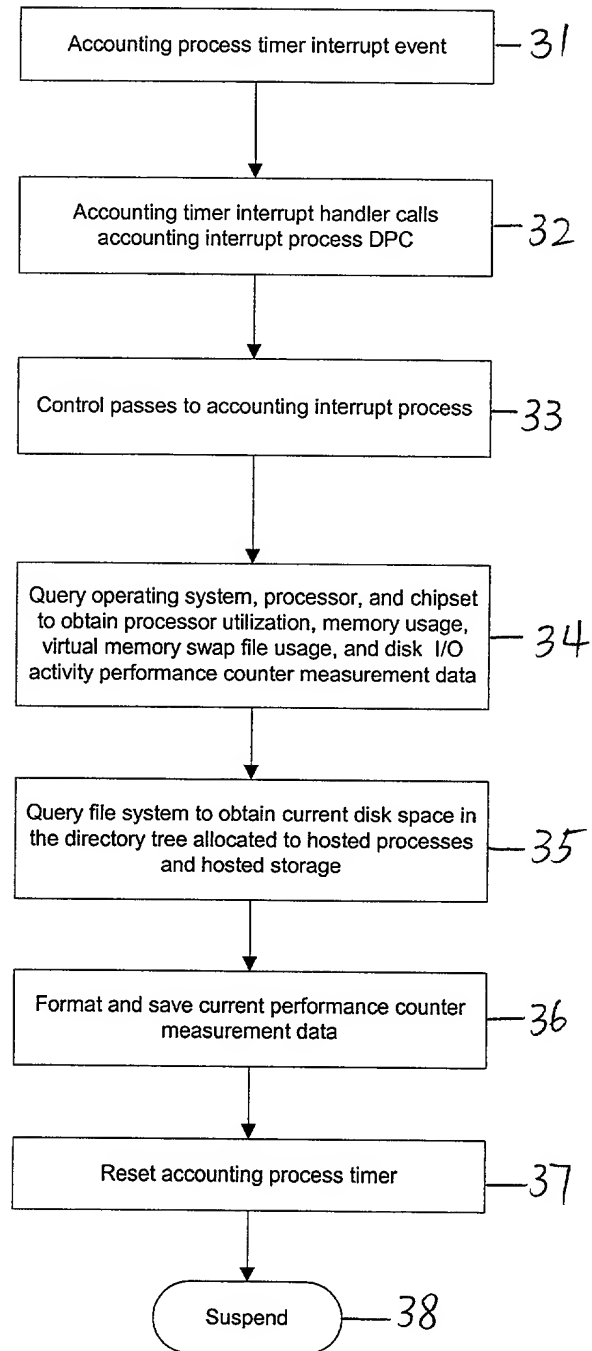 Accounting process timer interrupt event
31
Accounting timer interrupt handler calls
accounting interrupt process DPC
32
Control passes to accounting interrupt process
33
Query operating system, processor, and chipset
to obtain processor utilization, memory usage,
virtual memory swap file usage, and disk I/O
activity performance counter measurement data
34
Query file system to obtain current disk space in
the directory tree allocated to hosted processes
and hosted storage
35
Format and save current performance counter
measurement data
36
Reset accounting process timer
37
Suspend
38